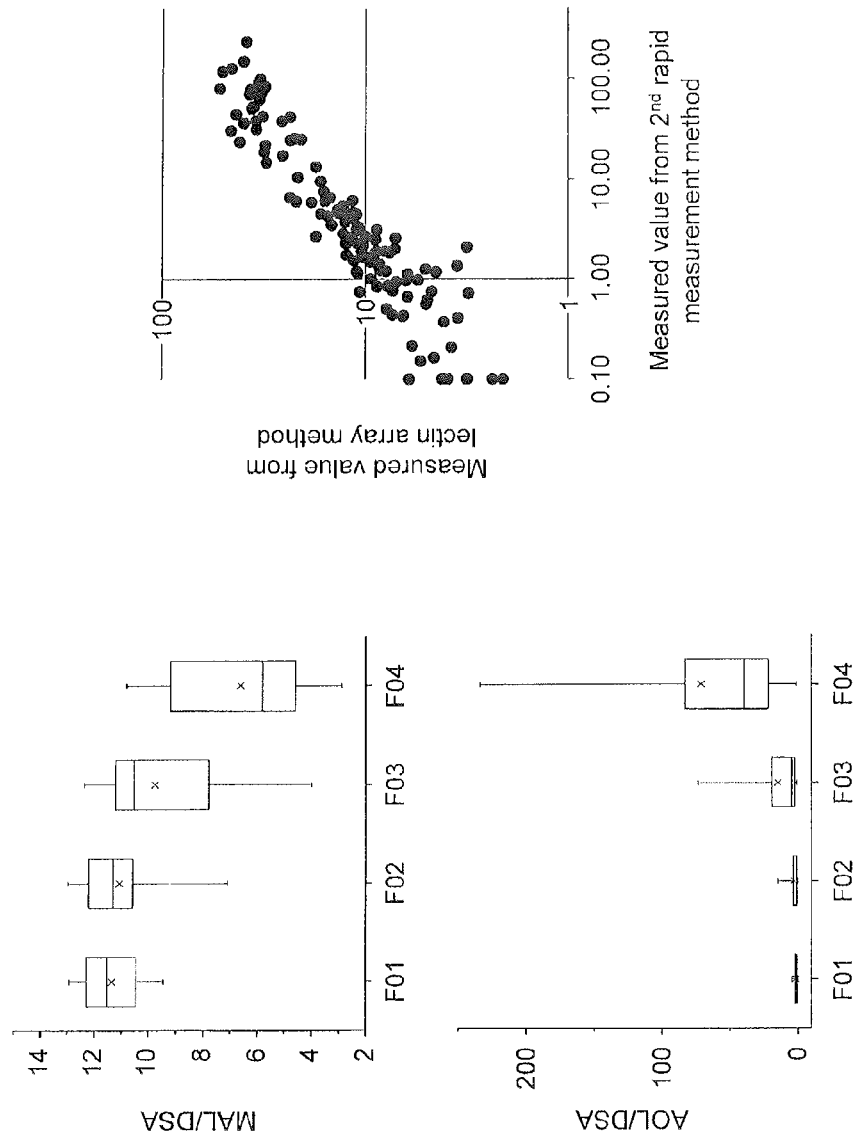 MAL/DSA
14
12
10
8
6
4
2
F01
F02
F03
F04
AOL/DSA
200
100
0
F01
F02
F03
F04
Measured value from
lectin array method
100
10
1
0.10
1.00
10.00
100.00
Measured value from 2nd rapid
measurement method